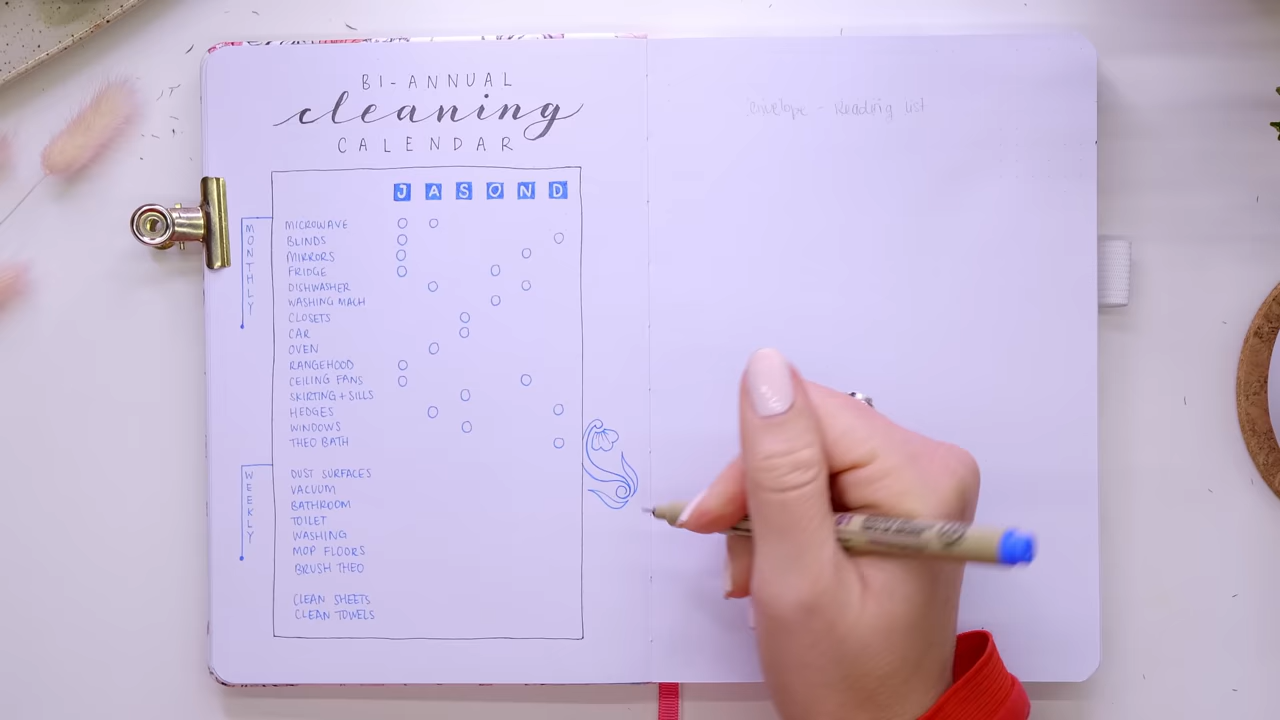 BI-ANNUAL
cleaning
CALENDAR
J A S O N D
MONTHLY
MICROWAVE
BLINDS
MIRRORS
FRIDGE
DISHWASHER
WASHING MACH
CLOSETS
CAR
OVEN
RANGEHOOD
CEILING FANS
SKIRTING + SILLS
HEDGES
WINDOWS
THEO BATH
WEEKLY
DUST SURFACES
VACUUM
BATHROOM
TOILET
WASHING
MOP FLOORS
BRUSH THEO
CLEAN SHEETS
CLEAN TOWELS
envelope - Reading list